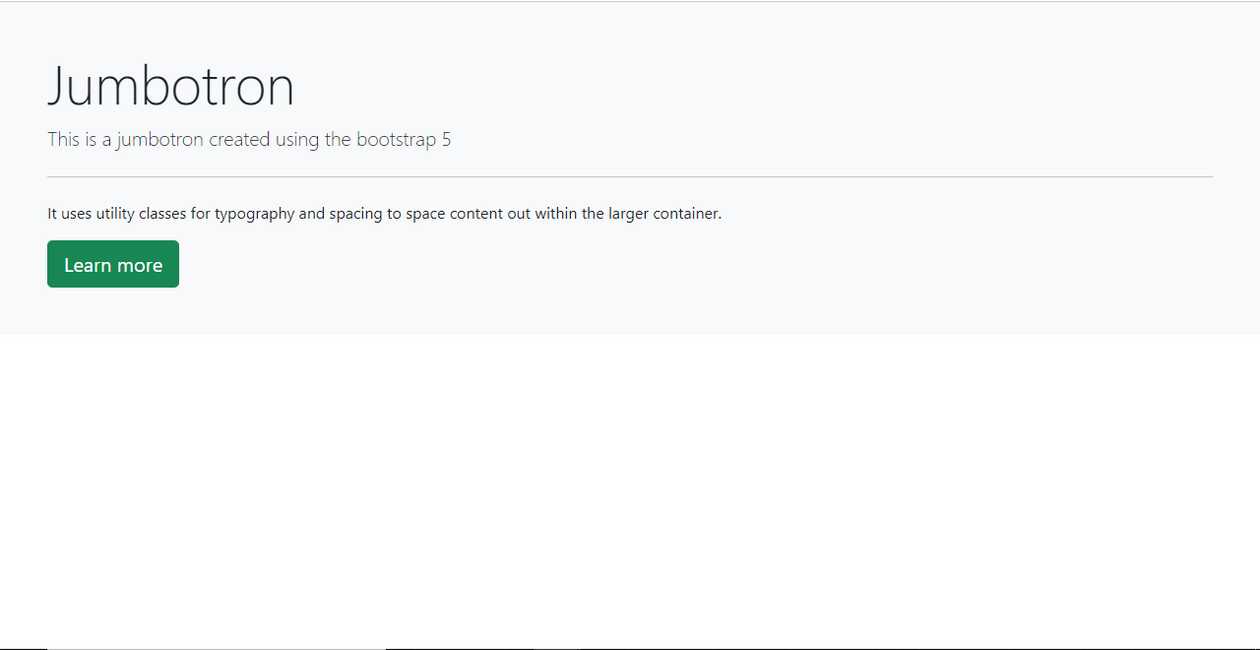 Jumbotron
This is a jumbotron created using the bootstrap 5
It uses utility classes for typography and spacing to space content out within the larger container.
Learn more